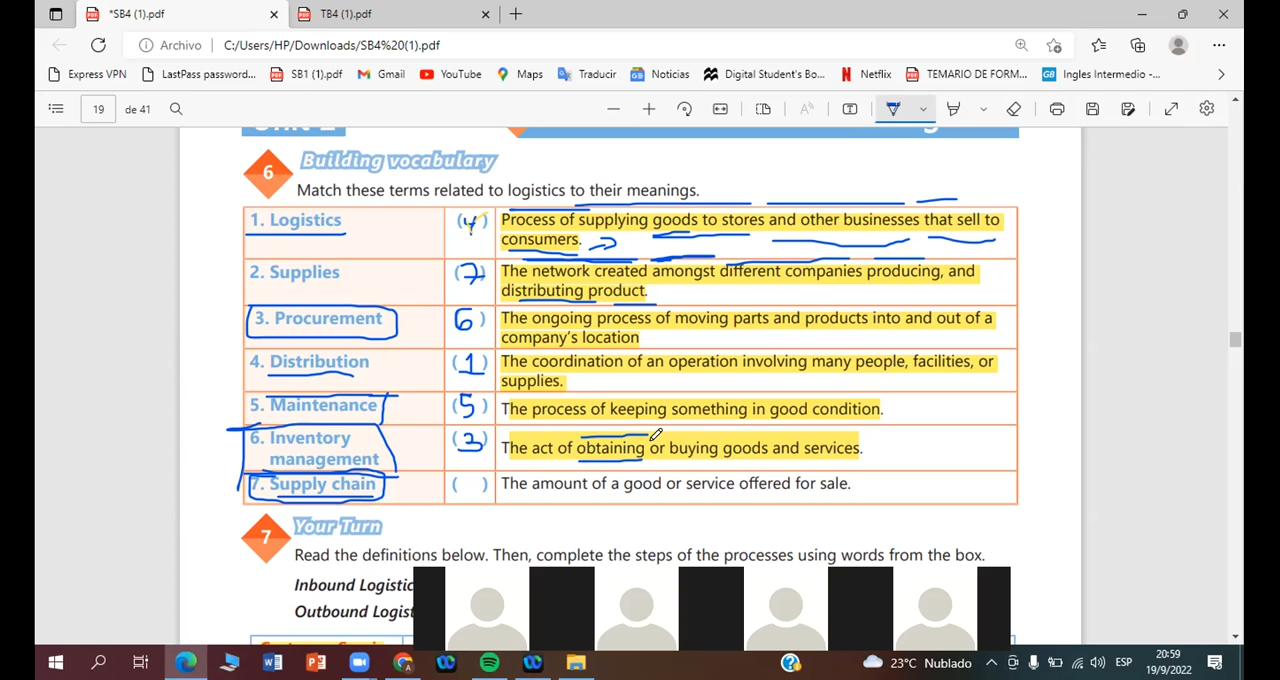 *SB4 (1).pdf
TB4 (1).pdf
Archivo
C:/Users/HP/Downloads/SB4%20(1).pdf
Express VPN
LastPass password...
SB1 (1).pdf
Gmail
YouTube
Maps
Traducir
Noticias
Digital Student's Bo...
Netflix
TEMARIO DE FORM...
Ingles Intermedio -...
19
de 41
6
Building vocabulary
Match these terms related to logistics to their meanings.
1. Logistics
(4)
Process of supplying goods to stores and other businesses that sell to
consumers.
2. Supplies
(7)
The network created amongst different companies producing, and
distributing product.
3. Procurement
6 )
The ongoing process of moving parts and products into and out of a
company's location
4. Distribution
(1)
The coordination of an operation involving many people, facilities, or
supplies.
5. Maintenance
(5)
The process of keeping something in good condition.
6. Inventory
management
(3)
The act of obtaining or buying goods and services.
7. Supply chain
( )
The amount of a good or service offered for sale.
7
Your Turn
Read the definitions below. Then, complete the steps of the processes using words from the box.
Inbound Logistic
Outbound Logist
23°C Nublado
ESP
20:59
19/9/2022